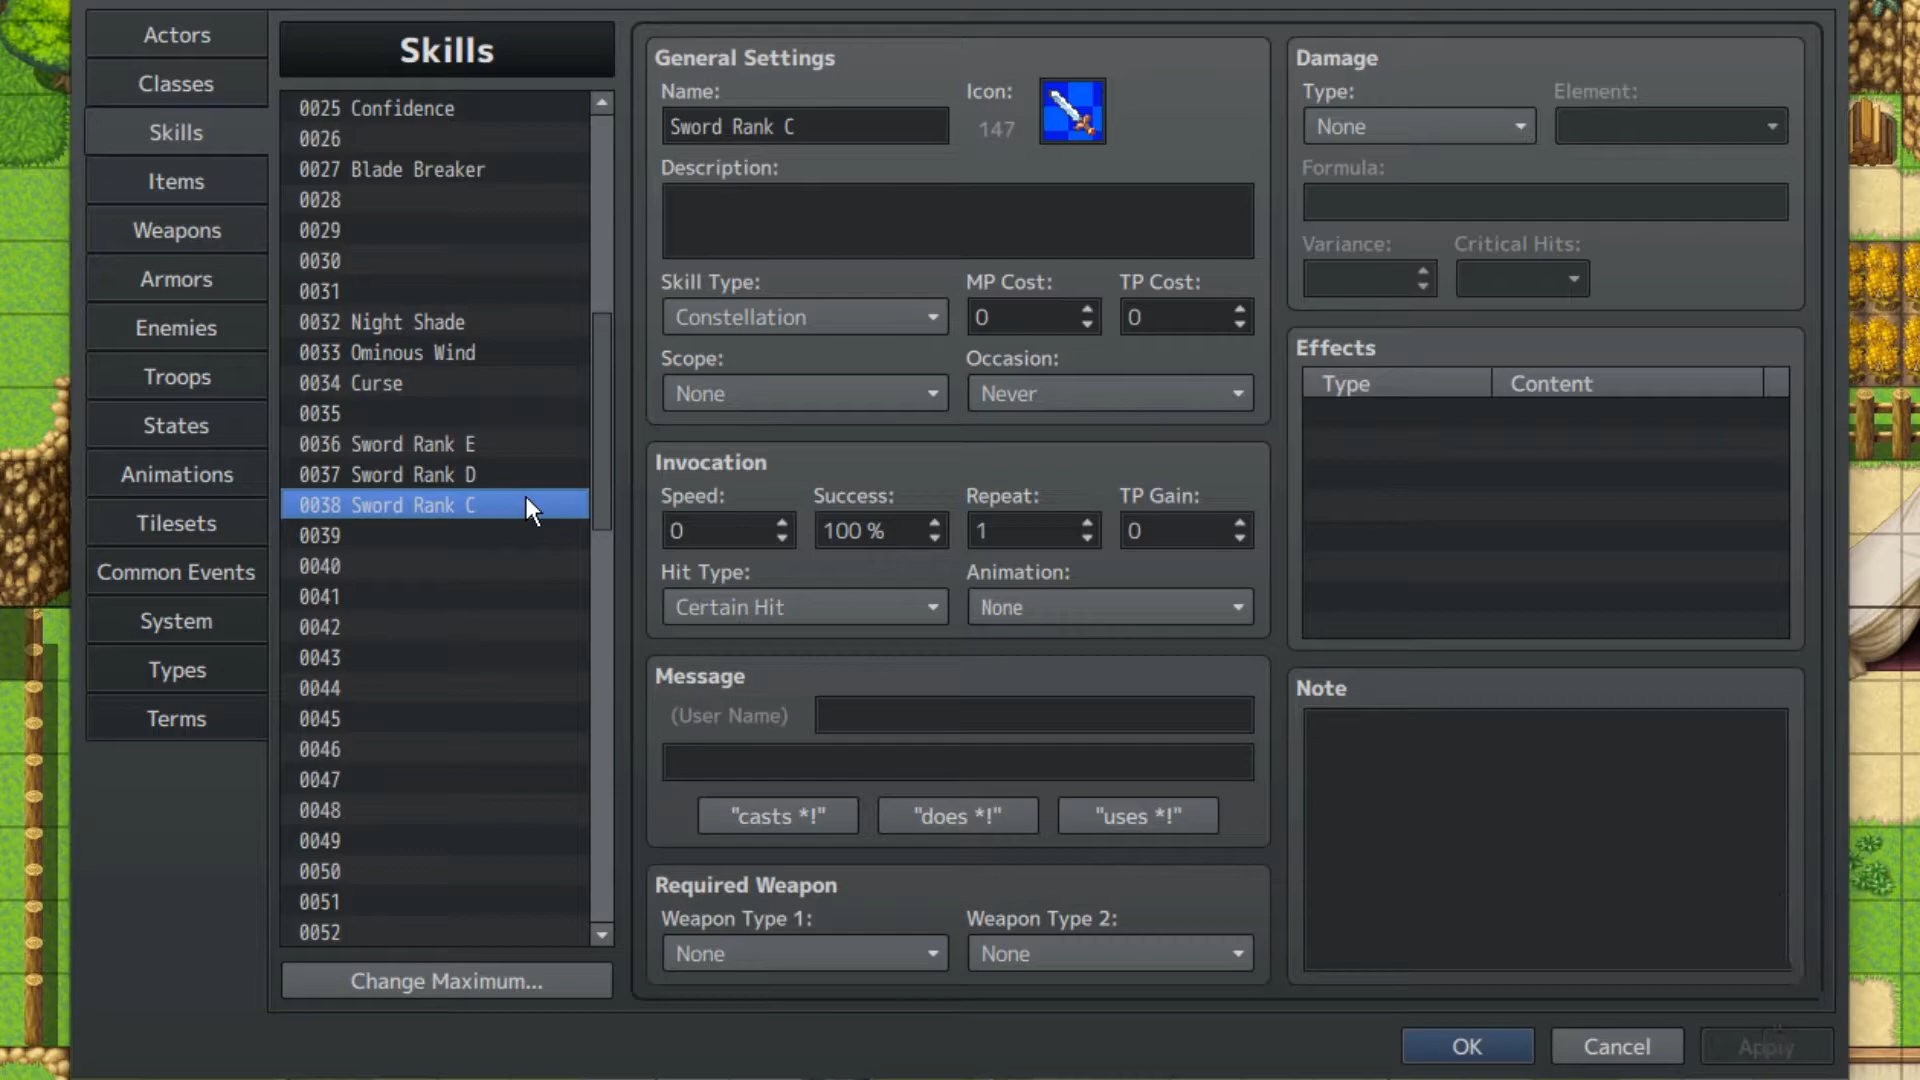 Actors
Classes
Skills
Items
Weapons
Armors
Enemies
Troops
States
Animations
Tilesets
Common Events
System
Types
Terms
Skills
0025 Confidence
0026
0027 Blade Breaker
0028
0029
0030
0031
0032 Night Shade
0033 Ominous Wind
0034 Curse
0035
0036 Sword Rank E
0037 Sword Rank D
0038 Sword Rank C
0039
0040
0041
0042
0043
0044
0045
0046
0047
0048
0049
0050
0051
0052
Change Maximum...
General Settings
Name: Icon:
Sword Rank C 147
Description:
Skill Type: MP Cost: TP Cost:
Constellation 0 0
Scope: Occasion:
None Never
Invocation
Speed: Success: Repeat: TP Gain:
0 100 % 1 0
Hit Type: Animation:
Certain Hit None
Message
(User Name)
"casts *!" "does *!" "uses *!"
Required Weapon
Weapon Type 1: Weapon Type 2:
None None
Damage
Type: Element:
None
Formula:
Variance: Critical Hits:
Effects
Type Content
Note
OK Cancel Apply